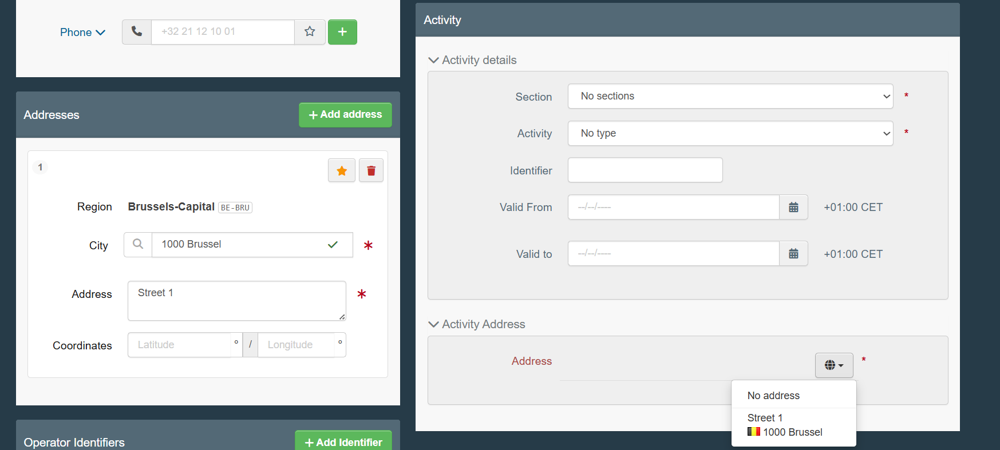 Phone
+32 21 12 10 01
+
Addresses
+ Add address
1
Region
Brussels-Capital BE-BRU
City
1000 Brussel
*
Address
Street 1
*
Coordinates
Latitude
° / Longitude °
Operator Identifiers
+ Add Identifier
Activity
Activity details
Section
No sections
*
Activity
No type
*
Identifier
Valid From
--/--/----
+01:00 CET
Valid to
--/--/----
+01:00 CET
Activity Address
Address
*
No address
Street 1
1000 Brussel